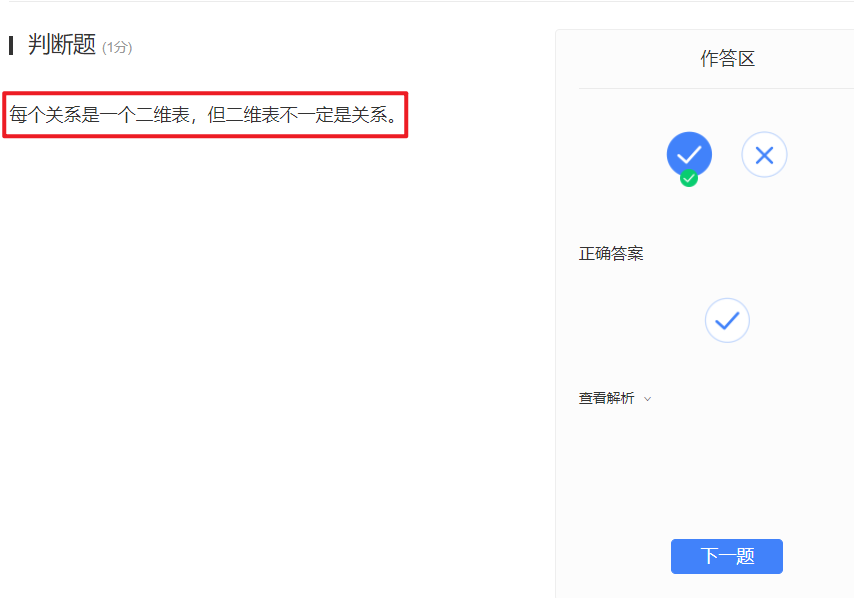 判断题 (1分)
每个关系是一个二维表，但二维表不一定是关系。
作答区
正确答案
查看解析
下一题